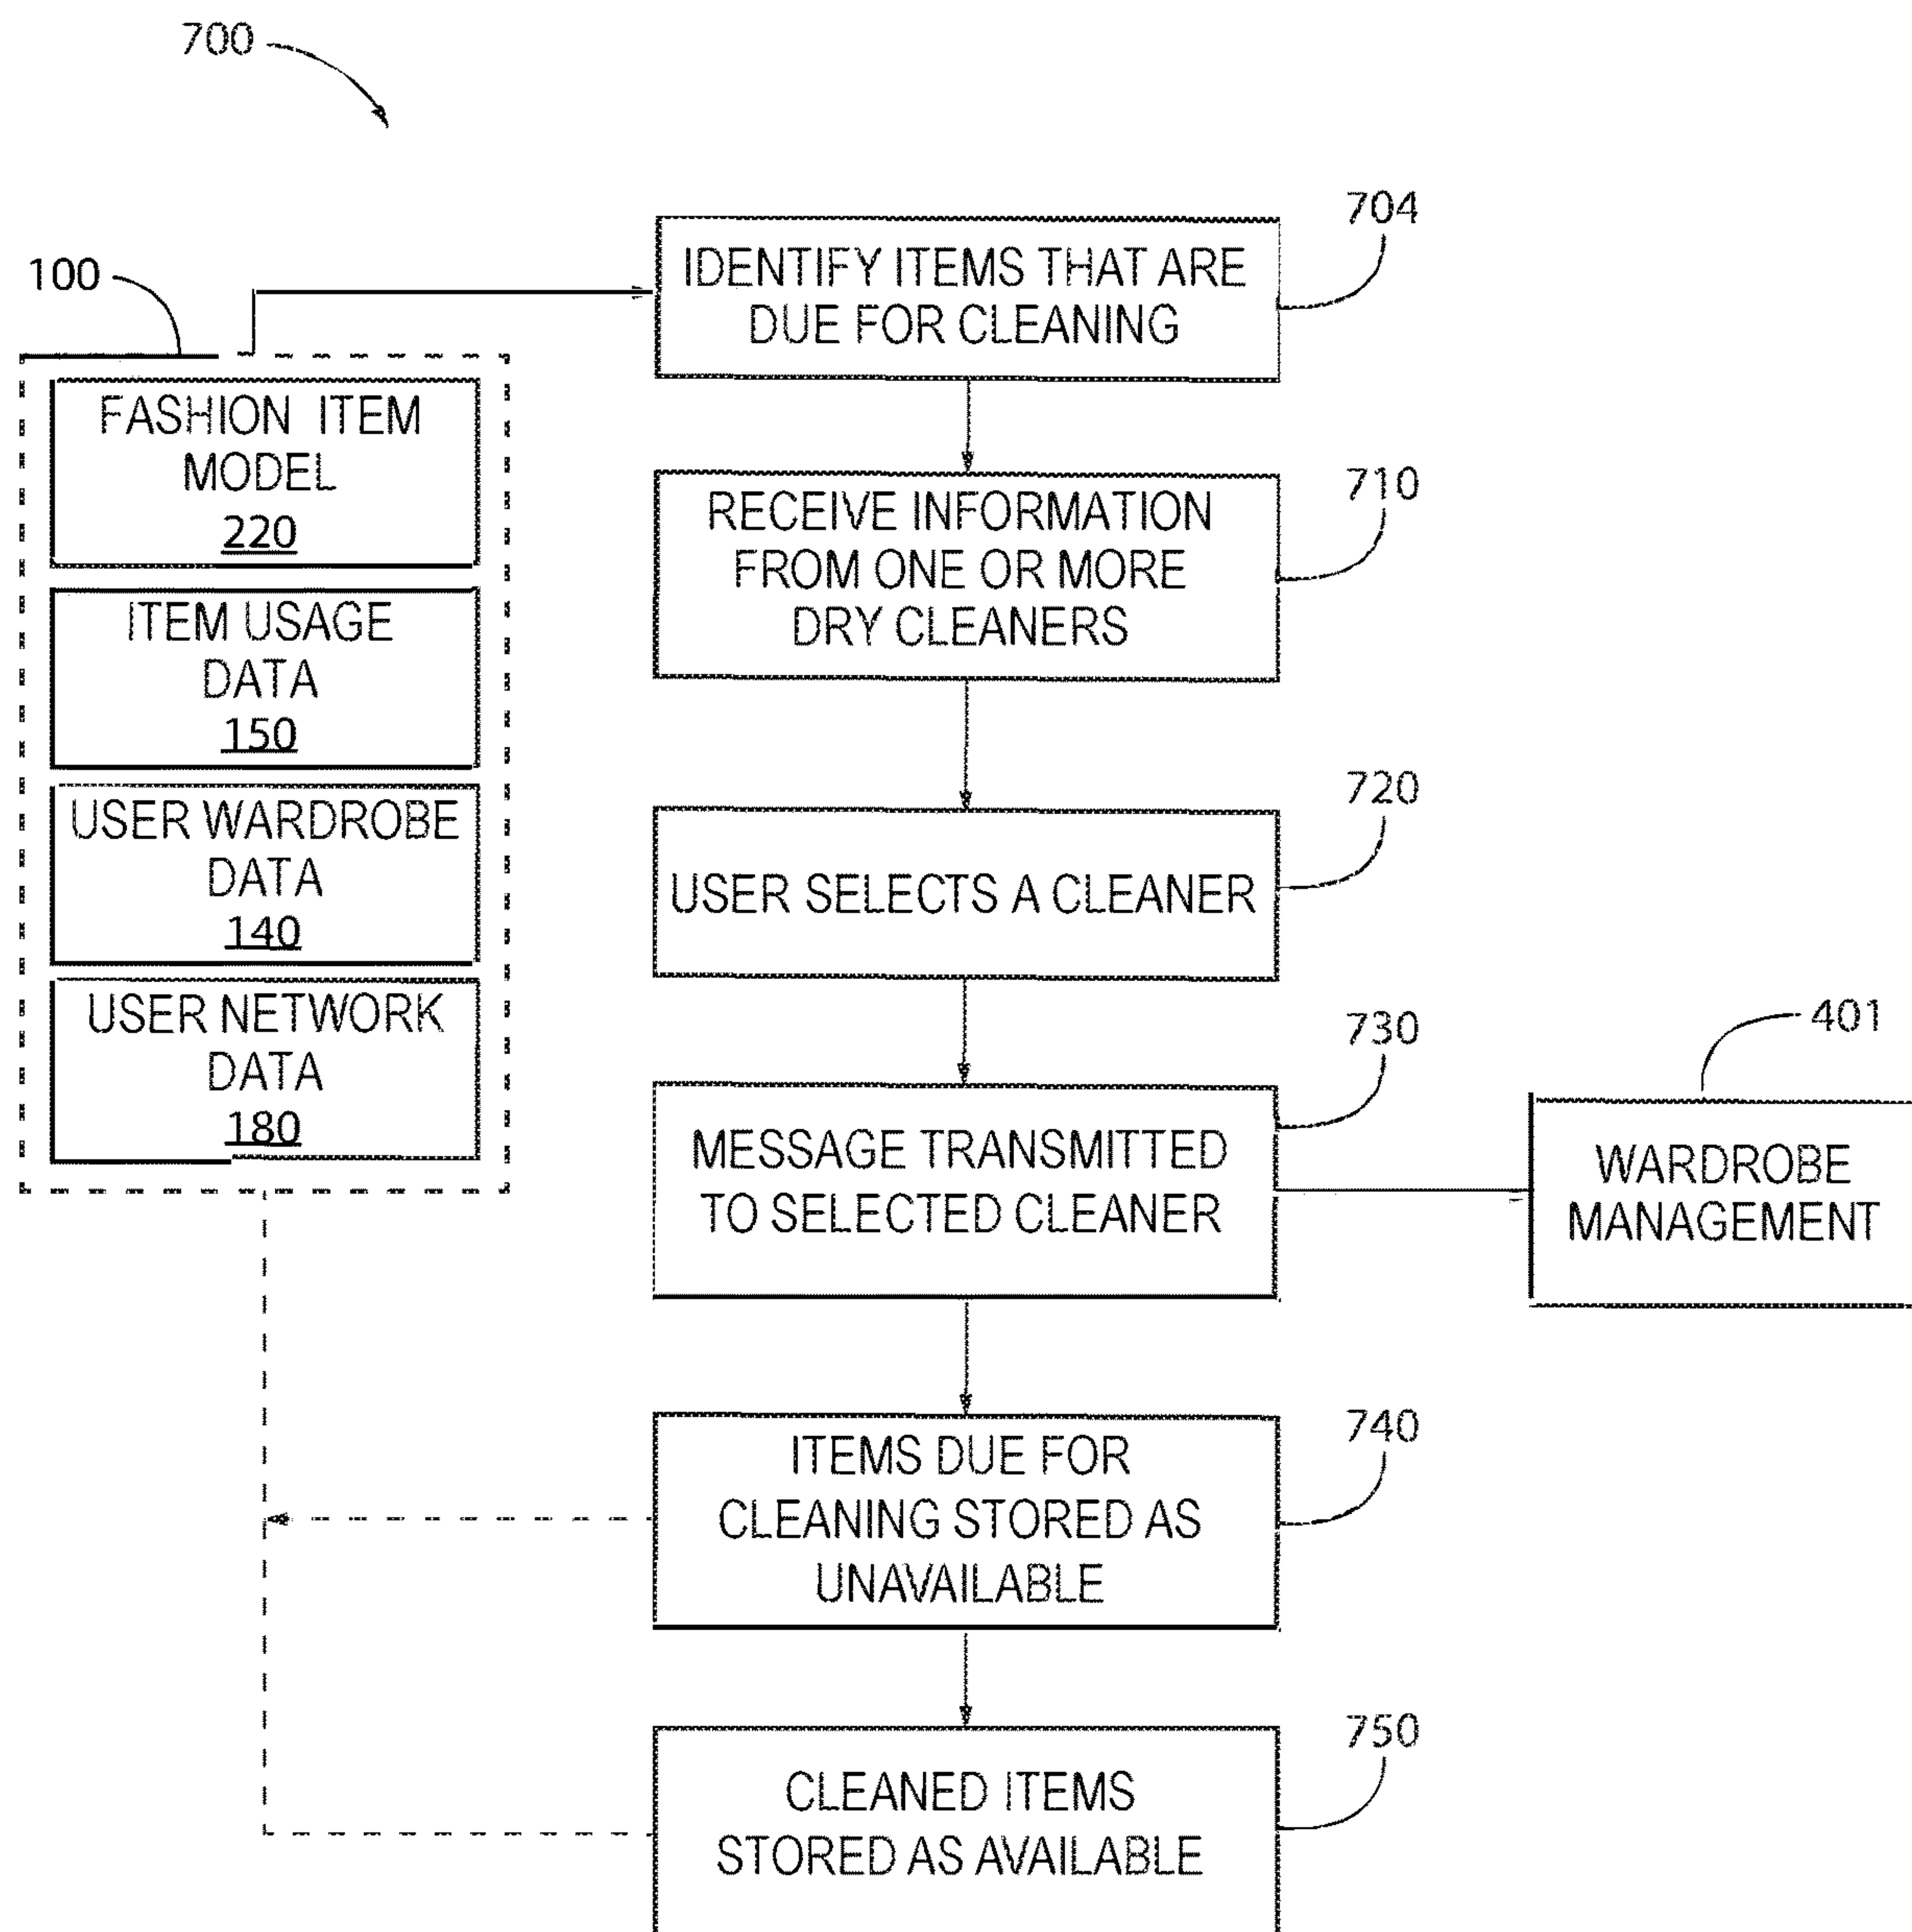 700
704
IDENTIFY ITEMS THAT ARE
DUE FOR CLEANING
100
FASHION ITEM
MODEL
220
ITEM USAGE
DATA
150
USER WARDROBE
DATA
140
USER NETWORK
DATA
180
710
RECEIVE INFORMATION
FROM ONE OR MORE
DRY CLEANERS
720
USER SELECTS A CLEANER
730
MESSAGE TRANSMITTED
TO SELECTED CLEANER
401
WARDROBE
MANAGEMENT
740
ITEMS DUE FOR
CLEANING STORED AS
UNAVAILABLE
750
CLEANED ITEMS
STORED AS AVAILABLE